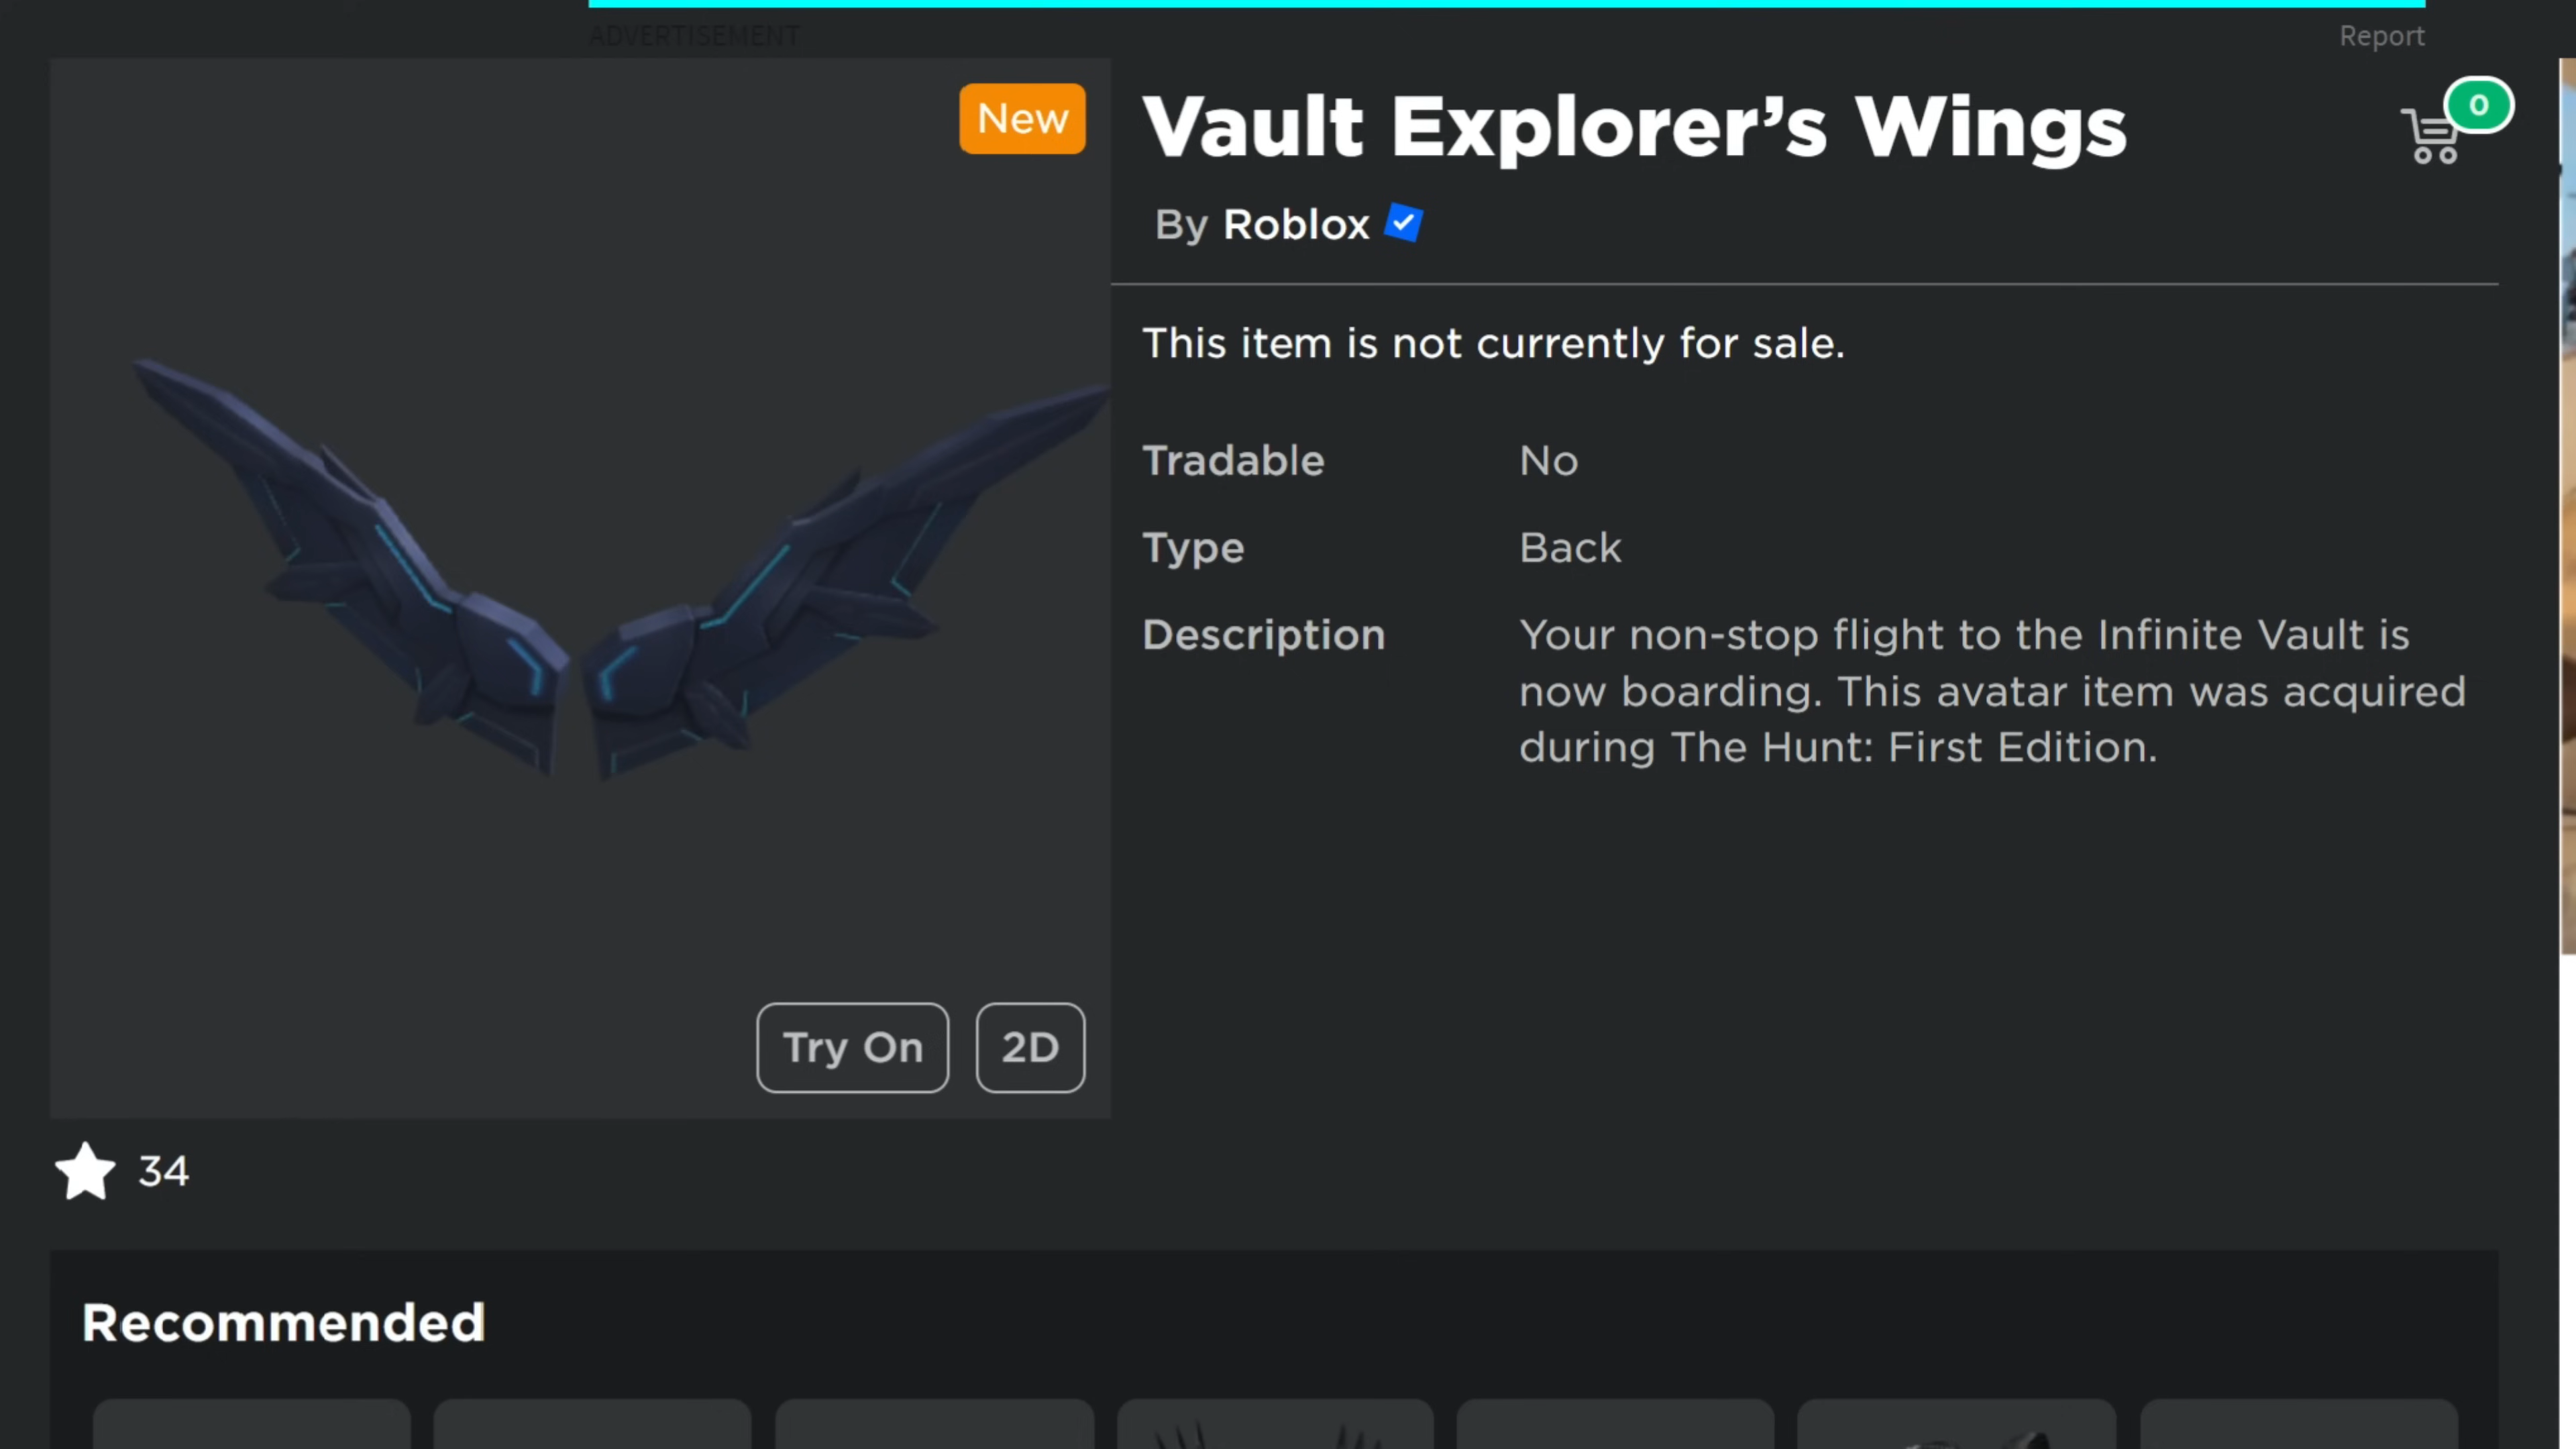 ADVERTISEMENT
Report
New
Vault Explorer’s Wings
0
By Roblox
This item is not currently for sale.
Tradable No
Type Back
Description Your non-stop flight to the Infinite Vault is
now boarding. This avatar item was acquired
during The Hunt: First Edition.
Try On 2D
34
Recommended